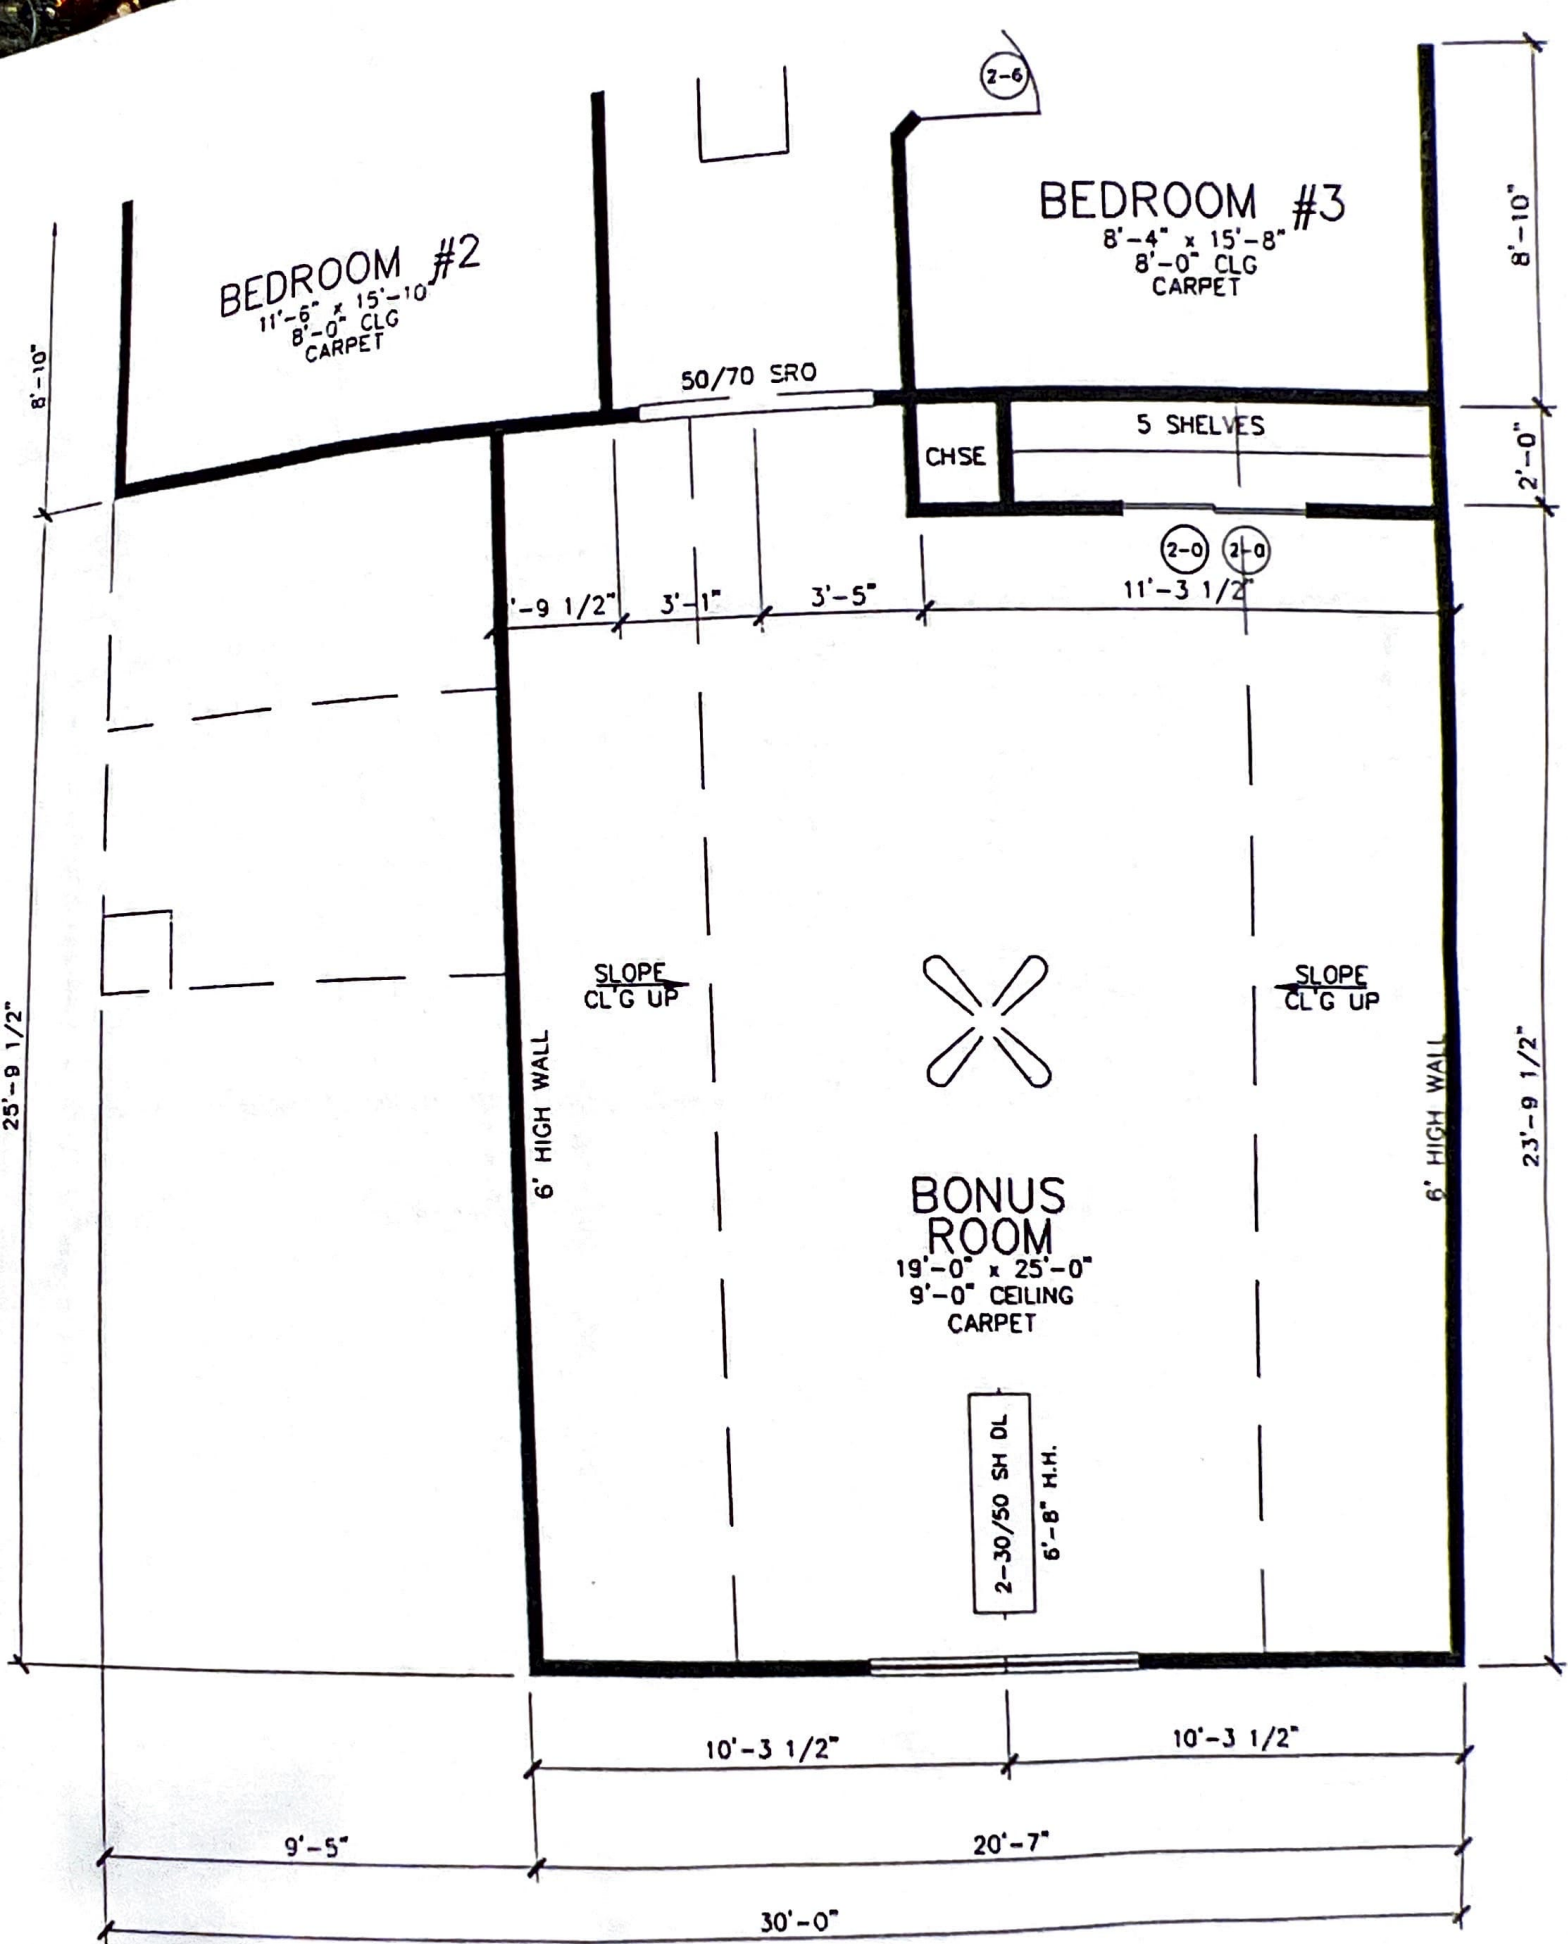 2-6
BEDROOM #3
8'-4" x 15'-8"
8'-0" CLG
CARPET
8'-10"
BEDROOM #2
11'-6" x 15'-10"
8'-0" CLG
CARPET
8'-10"
50/70 SRO
5 SHELVES
CHSE
2'-0"
2-0
2-0
'-9 1/2"
3'-1"
3'-5"
11'-3 1/2"
SLOPE
CL'G UP
SLOPE
CL'G UP
25'-9 1/2"
6' HIGH WALL
6' HIGH WALL
23'-9 1/2"
BONUS
ROOM
19'-0" x 25'-0"
9'-0" CEILING
CARPET
2-30/50 SH DL
6'-8" H.H.
10'-3 1/2"
10'-3 1/2"
9'-5"
20'-7"
30'-0"